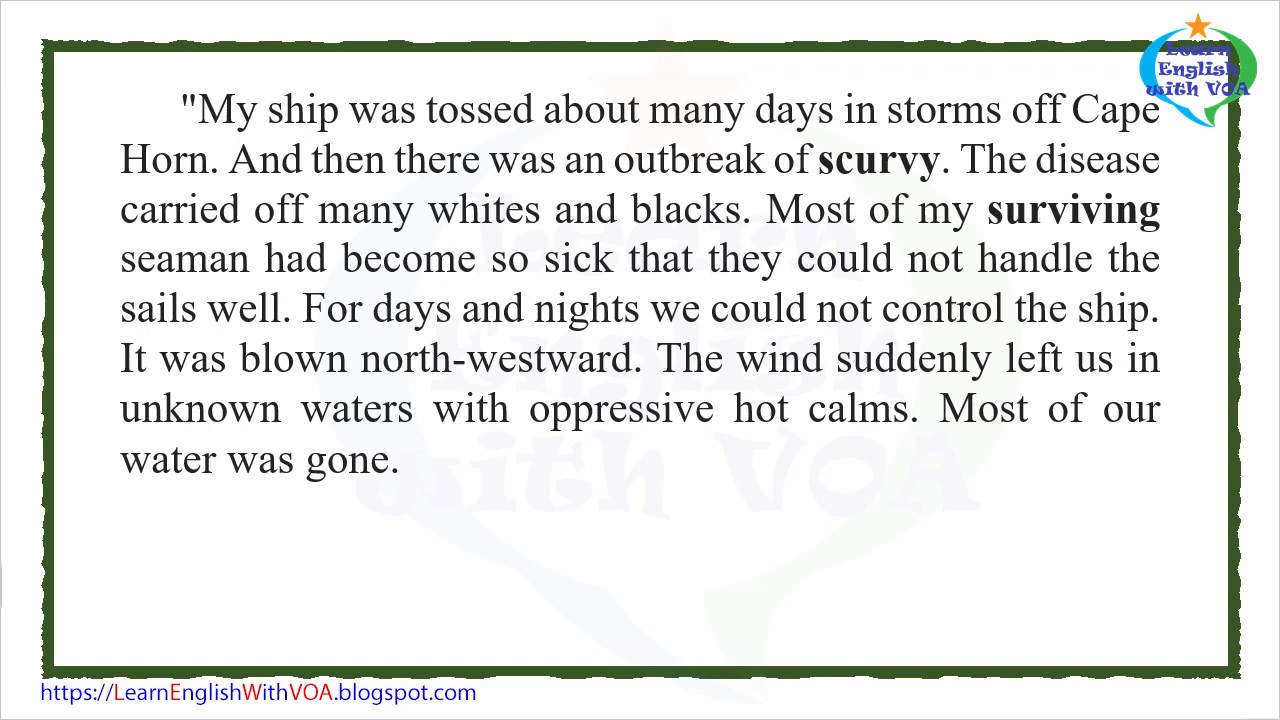 Learn
English
with VOA
"My ship was tossed about many days in storms off Cape
Horn. And then there was an outbreak of scurvy. The disease
carried off many whites and blacks. Most of my surviving
seaman had become so sick that they could not handle the
sails well. For days and nights we could not control the ship.
It was blown north-westward. The wind suddenly left us in
unknown waters with oppressive hot calms. Most of our
water was gone.
Learn
English
with VOA
https://LearnEnglishWithVOA.blogspot.com